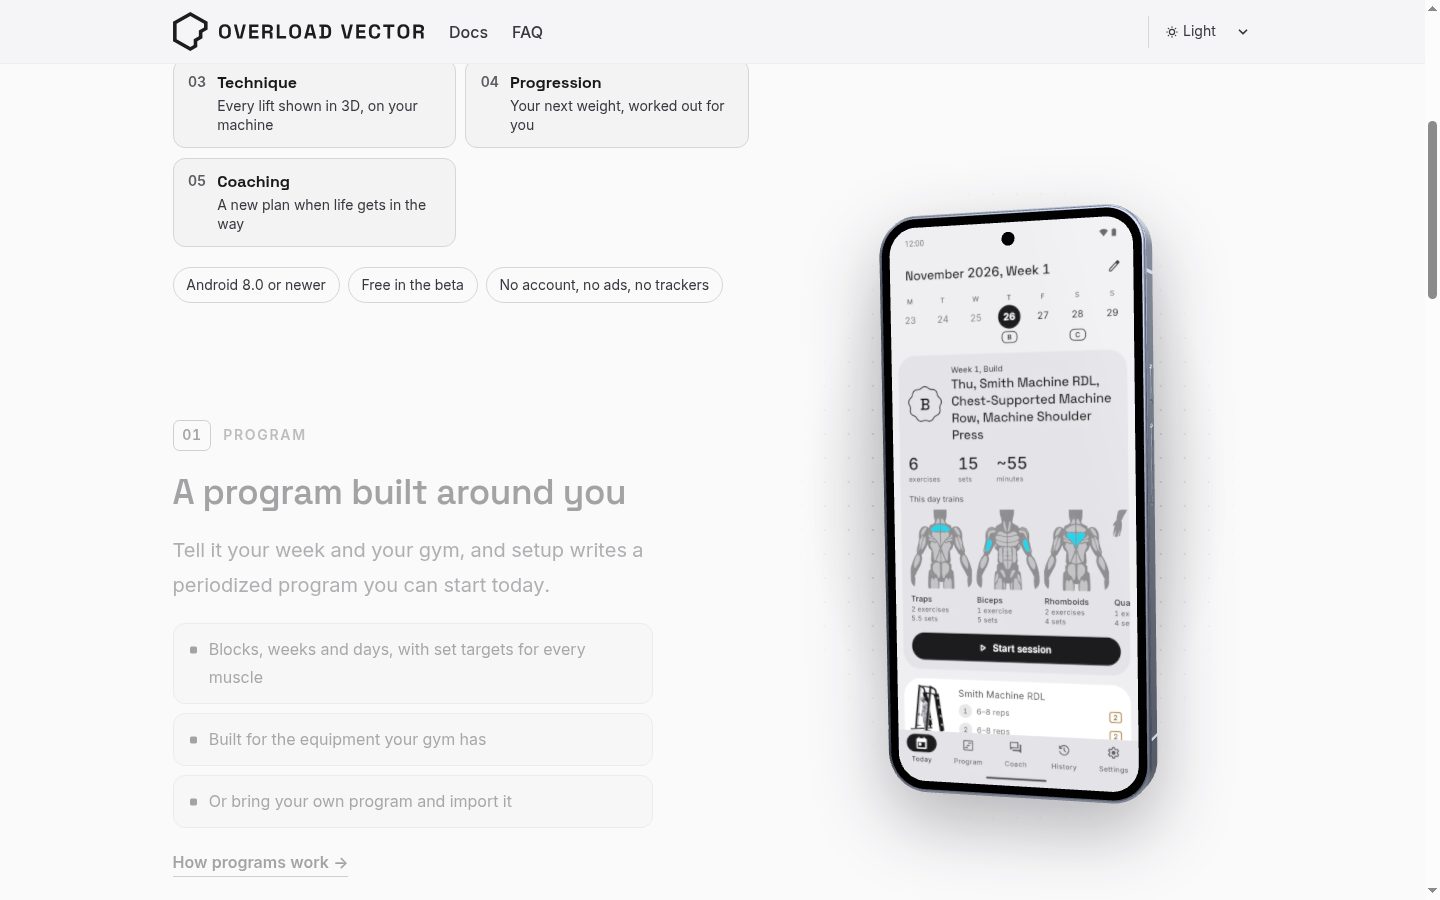 OVERLOAD VECTOR Docs FAQ Light
03 Technique
Every lift shown in 3D, on your
machine
04 Progression
Your next weight, worked out for
you
05 Coaching
A new plan when life gets in the
way
Android 8.0 or newer
Free in the beta
No account, no ads, no trackers
01 PROGRAM
A program built around you
Tell it your week and your gym, and setup writes a
periodized program you can start today.
Blocks, weeks and days, with set targets for every
muscle
Built for the equipment your gym has
Or bring your own program and import it
How programs work →
12:00
November 2026, Week 1
M T W T F S S
23 24 25 26 27 28 29
B C
Week 1, Build
B
Thu, Smith Machine RDL,
Chest-Supported Machine
Row, Machine Shoulder
Press
6 15 ~55
exercises sets minutes
This day trains
Traps Biceps Rhomboids Qua
2 exercises 1 exercise 2 exercises 1 ex
5.5 sets 5 sets 4 sets 4 se
Start session
Smith Machine RDL
1 6–8 reps 2
2 6–8 reps 2
Today Program Coach History Settings